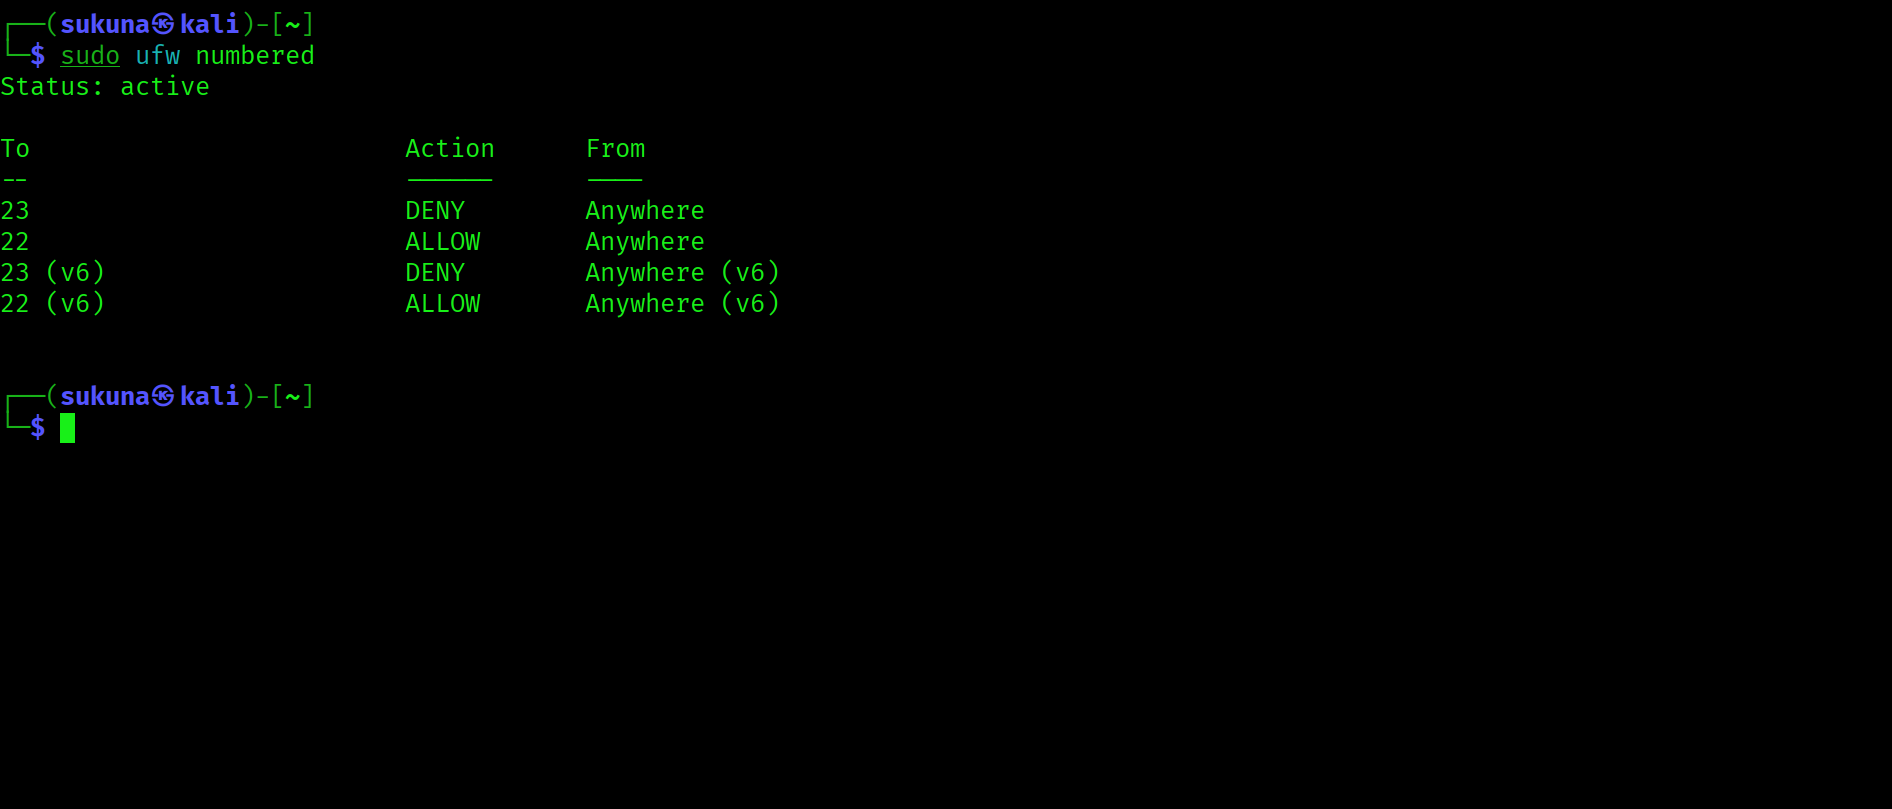 ┌──(sukuna㉿kali)-[~]
└─$ sudo ufw numbered
Status: active
To                         Action      From
--                         ------      ----
23                         DENY        Anywhere
22                         ALLOW       Anywhere
23 (v6)                    DENY        Anywhere (v6)
22 (v6)                    ALLOW       Anywhere (v6)
┌──(sukuna㉿kali)-[~]
└─$